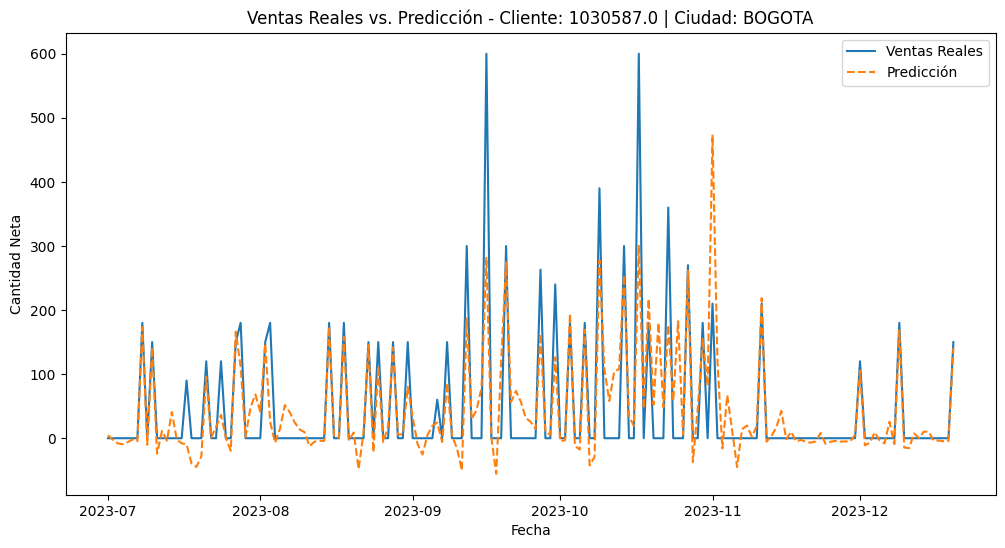 Ventas Reales vs. Predicción - Cliente: 1030587.0 | Ciudad: BOGOTA
Ventas Reales
Predicción
Cantidad Neta
600
500
400
300
200
100
0
2023-07
2023-08
2023-09
2023-10
2023-11
2023-12
Fecha